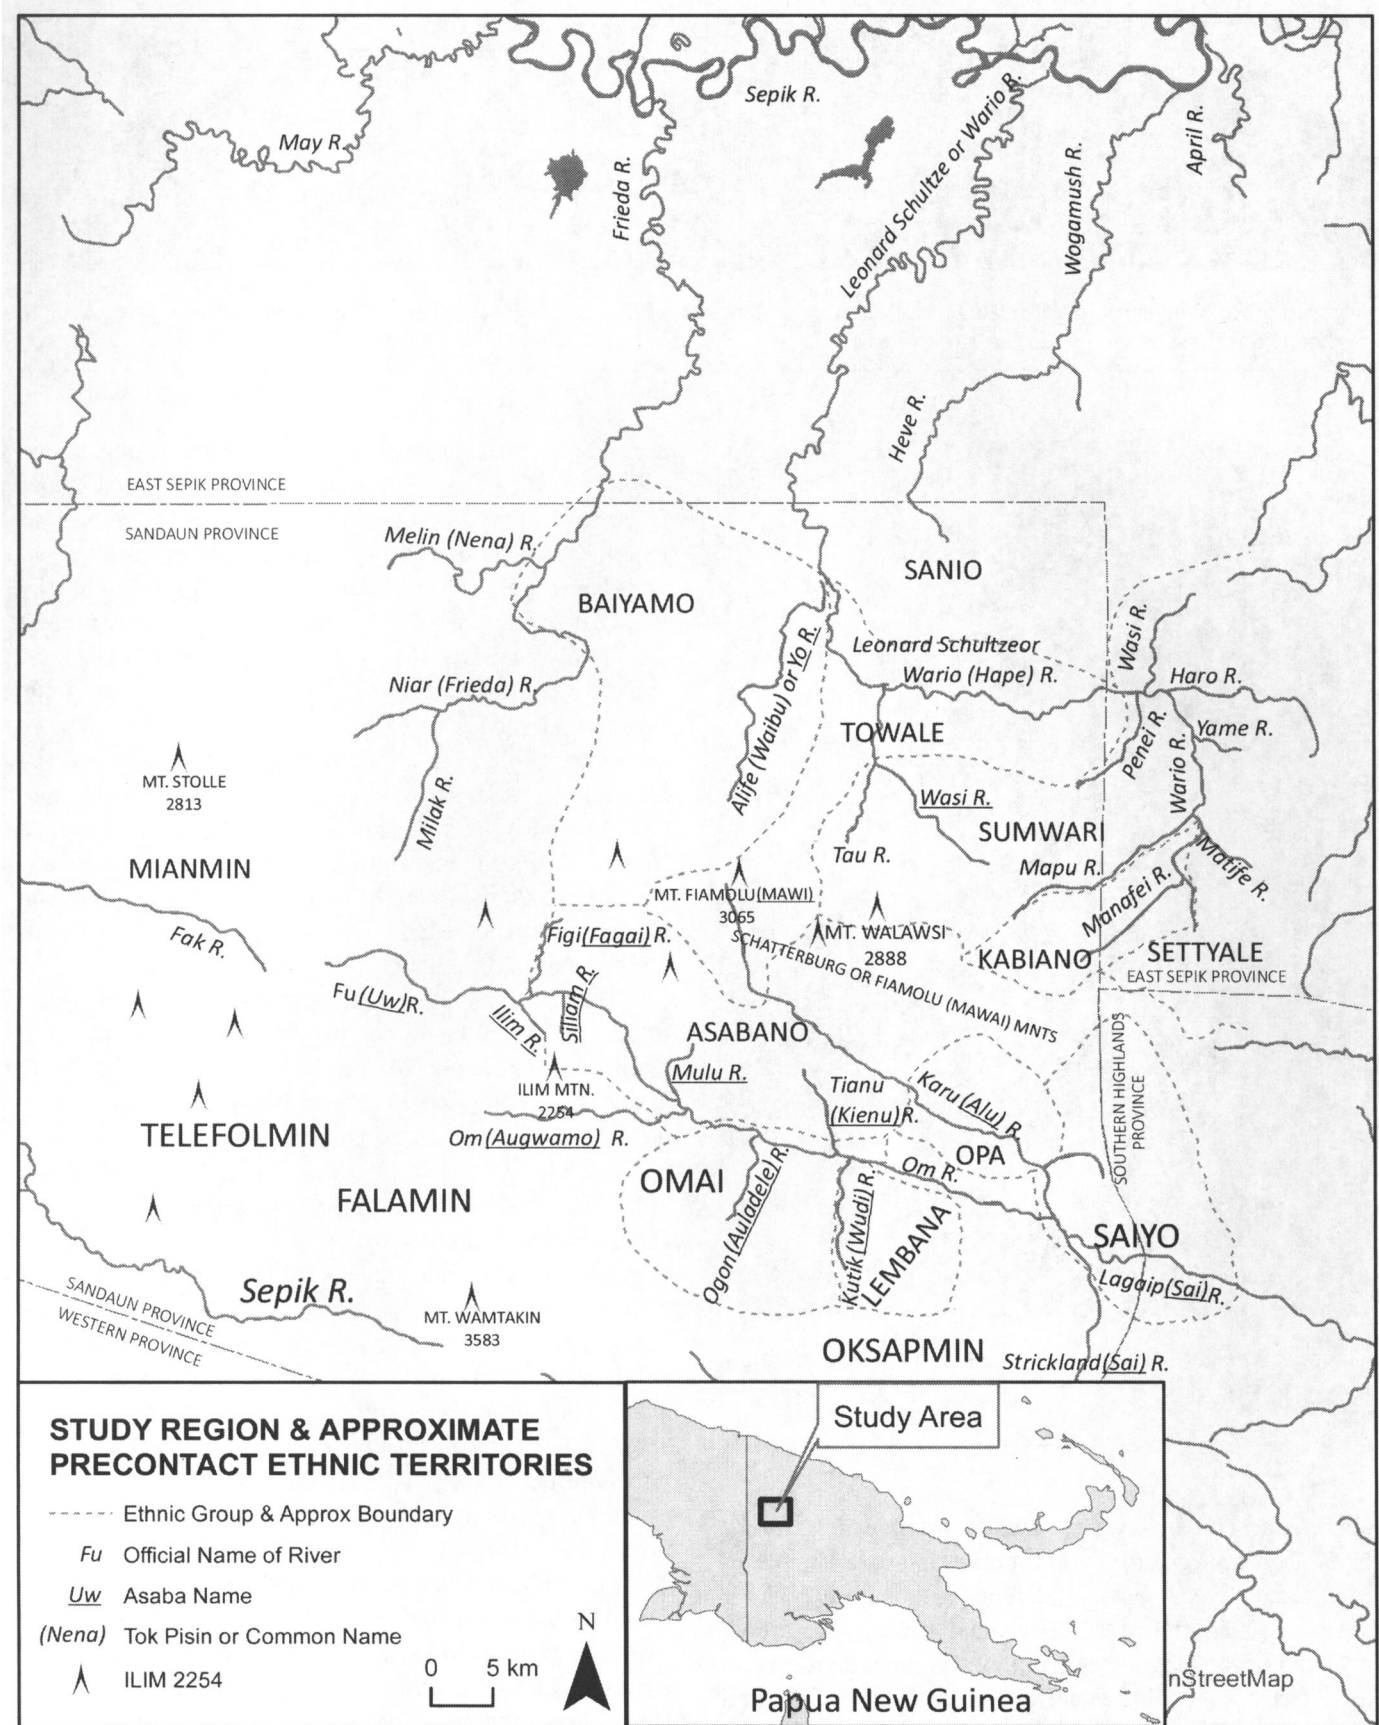 Sepik R.
May R.
Frieda R.
Leonard Schultze or Wario R.
Wogamush R.
April R.
Heve R.
EAST SEPIK PROVINCE
SANDAUN PROVINCE
Melin (Nena) R.
SANIO
BAIYAMO
Alife (Waibu) or Yo R.
Leonard Schultzeor
Wario (Hape) R.
Wasi R.
Haro R.
Niar (Frieda) R.
Penei R.
Yame R.
TOWALE
Wario R.
MT. STOLLE
2813
Milak R.
Wasi R.
SUMWARI
Tau R.
Mapu R.
Matife R.
MIANMIN
MT. FIAMOLU(MAWI)
3065
Manafei R.
Fak R.
Figi(Fagai) R.
MT. WALAWSI
2888
SCHATTERBURG OR FIAMOLU (MAWAI) MNTS
KABIANO
SETTYALE
EAST SEPIK PROVINCE
Fu(Uw)R.
Ilim R.
Siliam R.
ASABANO
SOUTHERN HIGHLANDS
PROVINCE
Mulu R.
Tianu
(Kienu)R.
Karu(Alu) R.
ILIM MTN.
2254
TELEFOLMIN
Om(Augwamo) R.
OPA
Om R.
OMAI
FALAMIN
Ogon(Auladele)R.
Kutik(Wudi)R.
LEMBANA
SAIYO
Lagaip(Sai)R.
Sepik R.
SANDAUN PROVINCE
WESTERN PROVINCE
MT. WAMTAKIN
3583
OKSAPMIN
Strickland(Sai) R.
STUDY REGION & APPROXIMATE
PRECONTACT ETHNIC TERRITORIES
Ethnic Group & Approx Boundary
Fu Official Name of River
Uw Asaba Name
(Nena) Tok Pisin or Common Name
ILIM 2254
0 5 km
N
Study Area
Papua New Guinea
nStreetMap